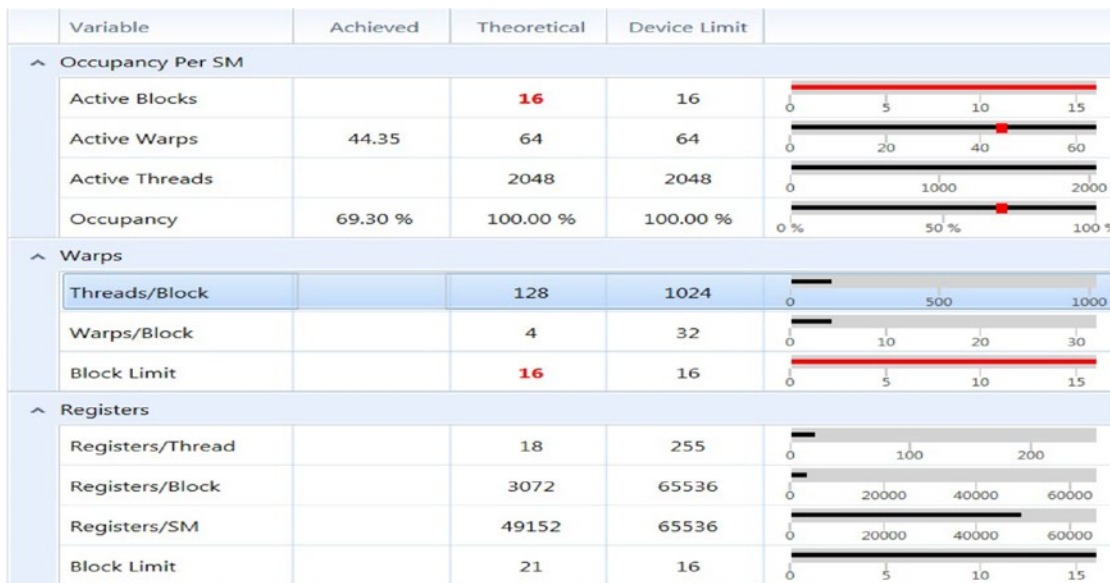 Variable Achieved Theoretical Device Limit
Occupancy Per SM
Active Blocks 16 16
0 5 10 15
Active Warps 44.35 64 64
0 20 40 60
Active Threads 2048 2048
0 1000 2000
Occupancy 69.30 % 100.00 % 100.00 %
0 % 50 % 100 %
Warps
Threads/Block 128 1024
0 500 1000
Warps/Block 4 32
0 10 20 30
Block Limit 16 16
0 5 10 15
Registers
Registers/Thread 18 255
0 100 200
Registers/Block 3072 65536
0 20000 40000 60000
Registers/SM 49152 65536
0 20000 40000 60000
Block Limit 21 16
0 5 10 15